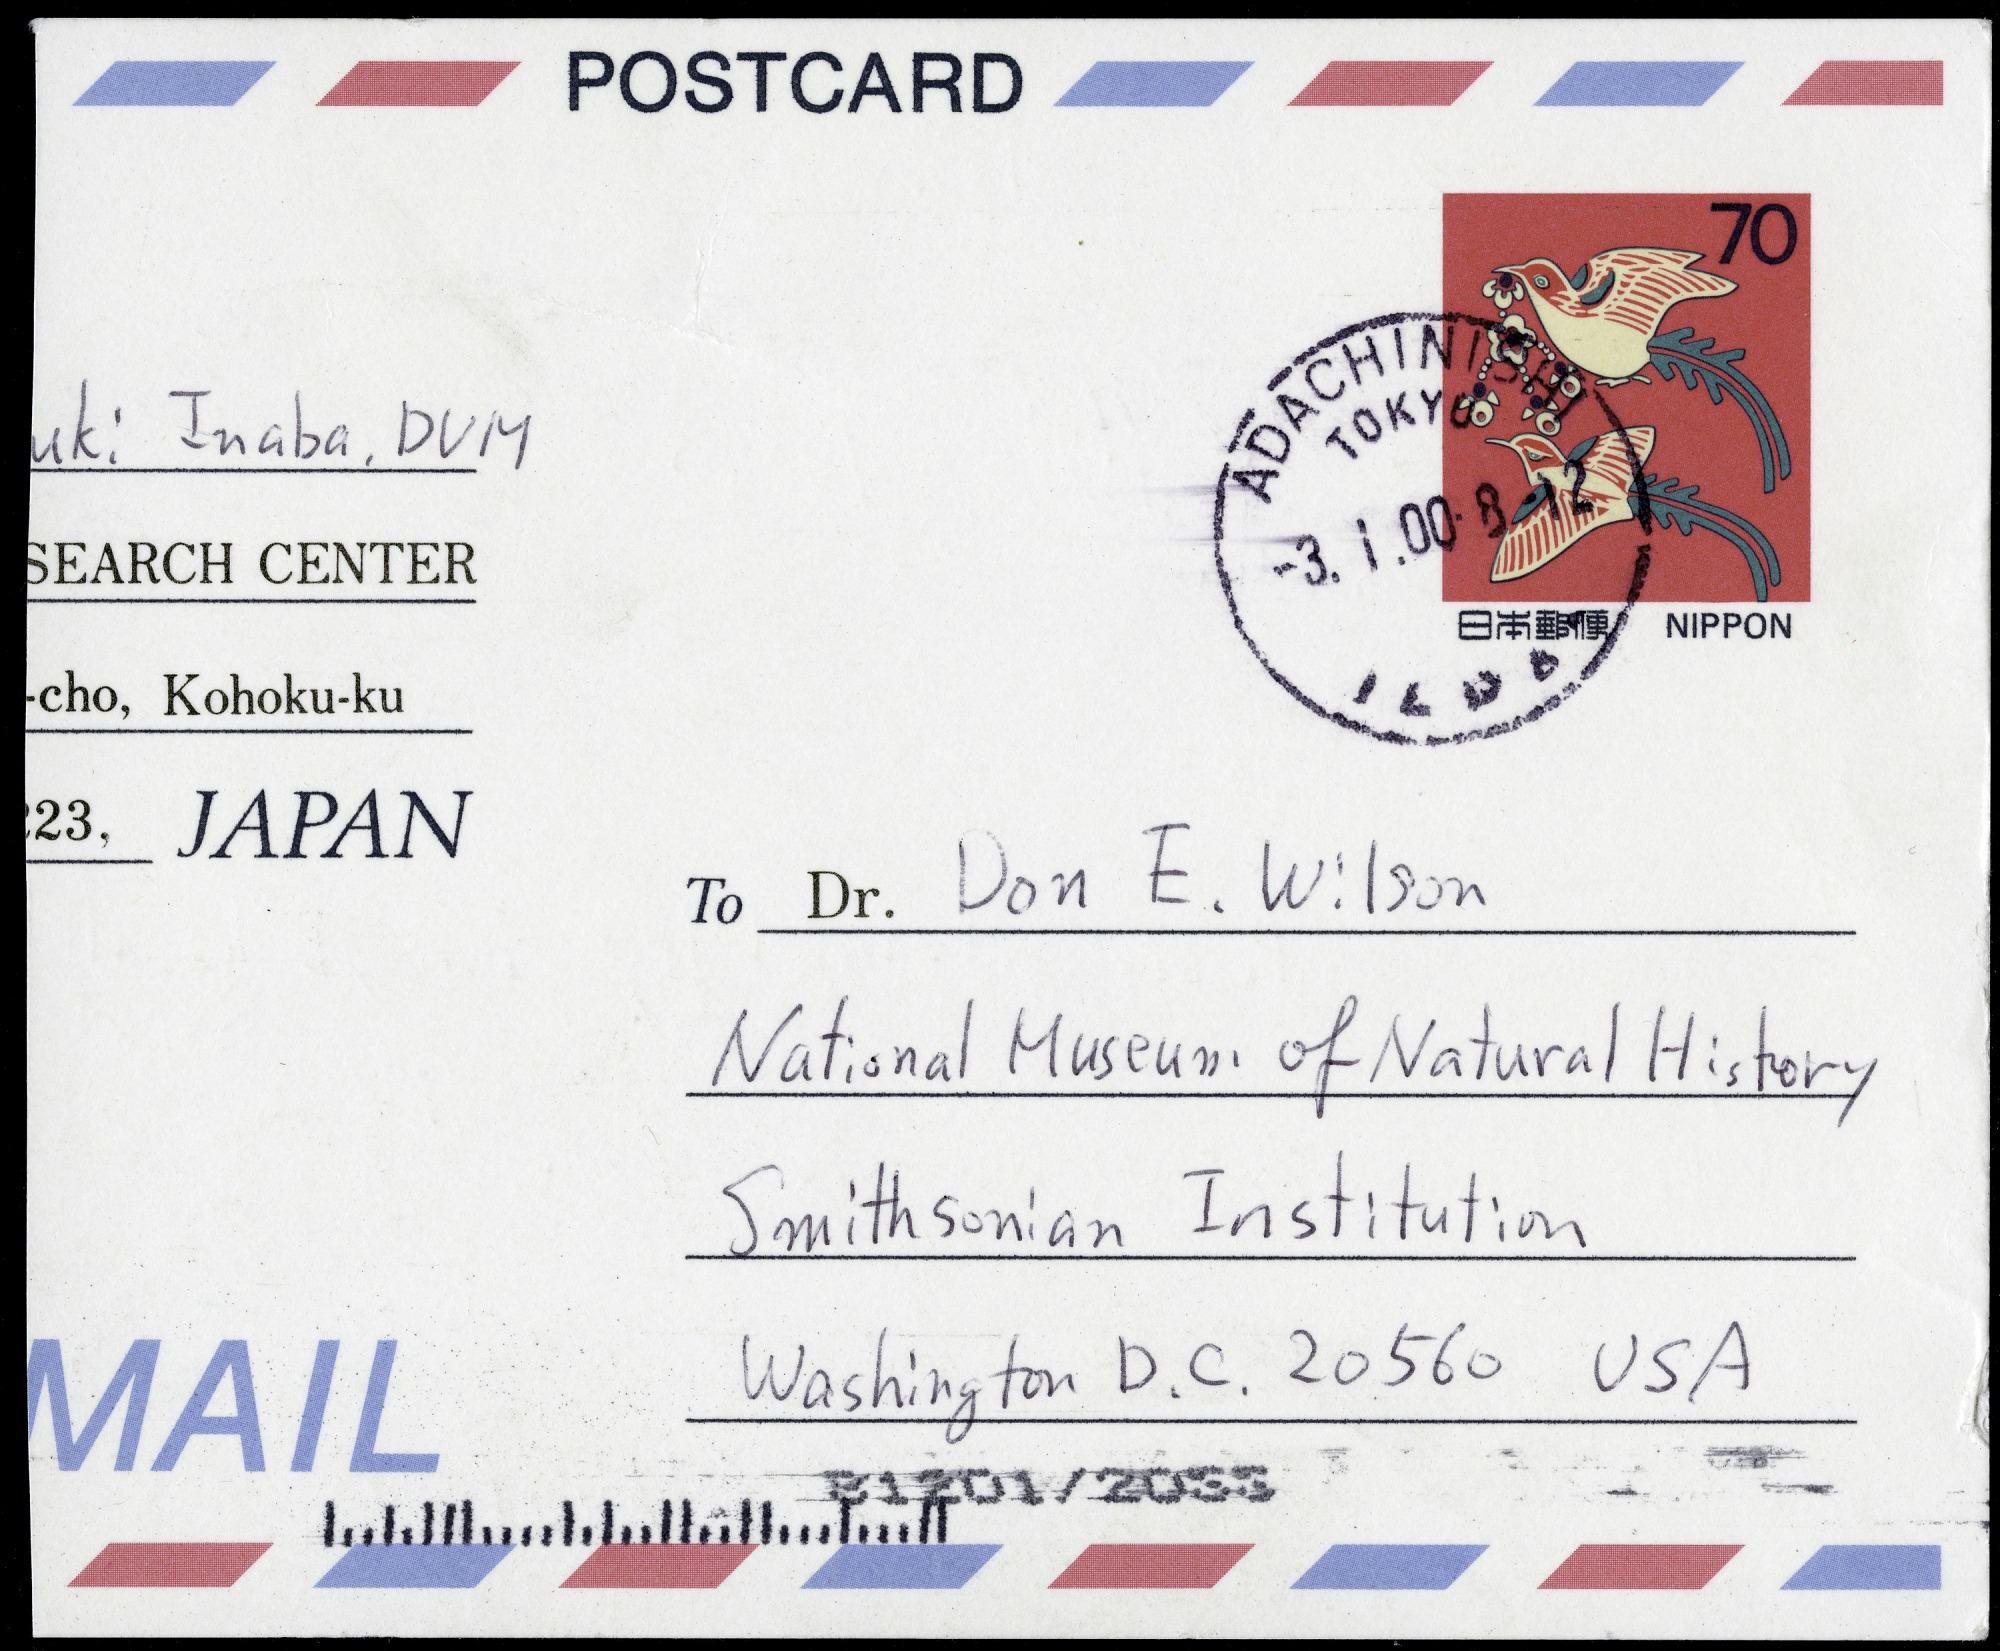 POSTCARD
70
ADACHINISHI
TOKYO
-3. 1.00. 8-12
日本郵便 NIPPON
uki Inaba, DVM
SEARCH CENTER
-cho, Kohoku-ku
223, JAPAN
To Dr. Don E. Wilson
National Museum of Natural History
Smithsonian Institution
Washington D.C. 20560 USA
MAIL